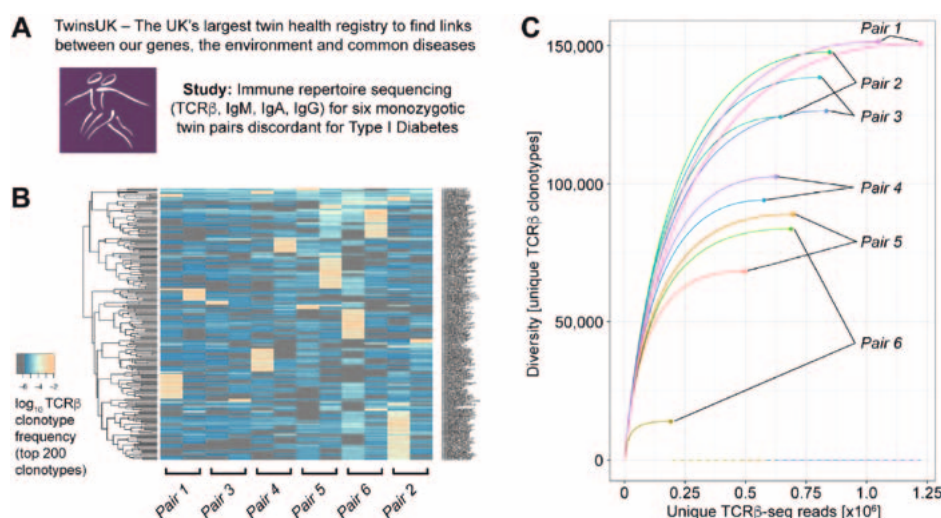 A
TwinsUK – The UK's largest twin health registry to find links
between our genes, the environment and common diseases
Study: Immune repertoire sequencing
(TCRβ, IgM, IgA, IgG) for six monozygotic
twin pairs discordant for Type I Diabetes
B
-6 -4 -2
log10 TCRβ
clonotype
frequency
(top 200
clonotypes)
Pair 1
Pair 3
Pair 4
Pair 5
Pair 6
Pair 2
C
Diversity [unique TCRβ clonotypes]
150,000
100,000
50,000
0
Pair 1
Pair 2
Pair 3
Pair 4
Pair 5
Pair 6
0 0.25 0.5 0.75 1.0 1.25
Unique TCRβ-seq reads [x10⁶]